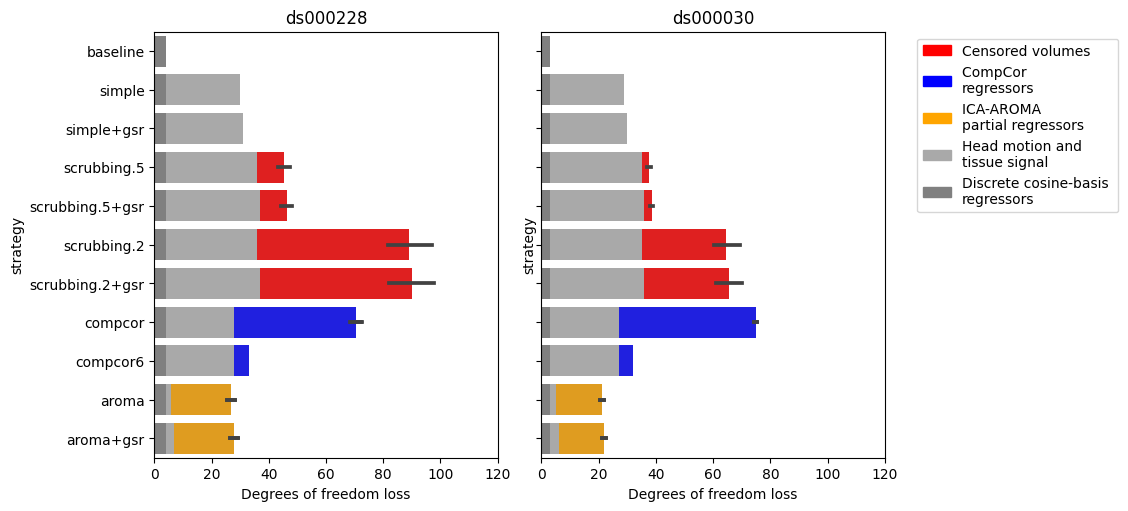 ds000228
ds000030
strategy
baseline
simple
simple+gsr
scrubbing.5
scrubbing.5+gsr
scrubbing.2
scrubbing.2+gsr
compcor
compcor6
aroma
aroma+gsr
0 20 40 60 80 100 120
Degrees of freedom loss
strategy
0 20 40 60 80 100 120
Degrees of freedom loss
Censored volumes
CompCor
regressors
ICA-AROMA
partial regressors
Head motion and
tissue signal
Discrete cosine-basis
regressors